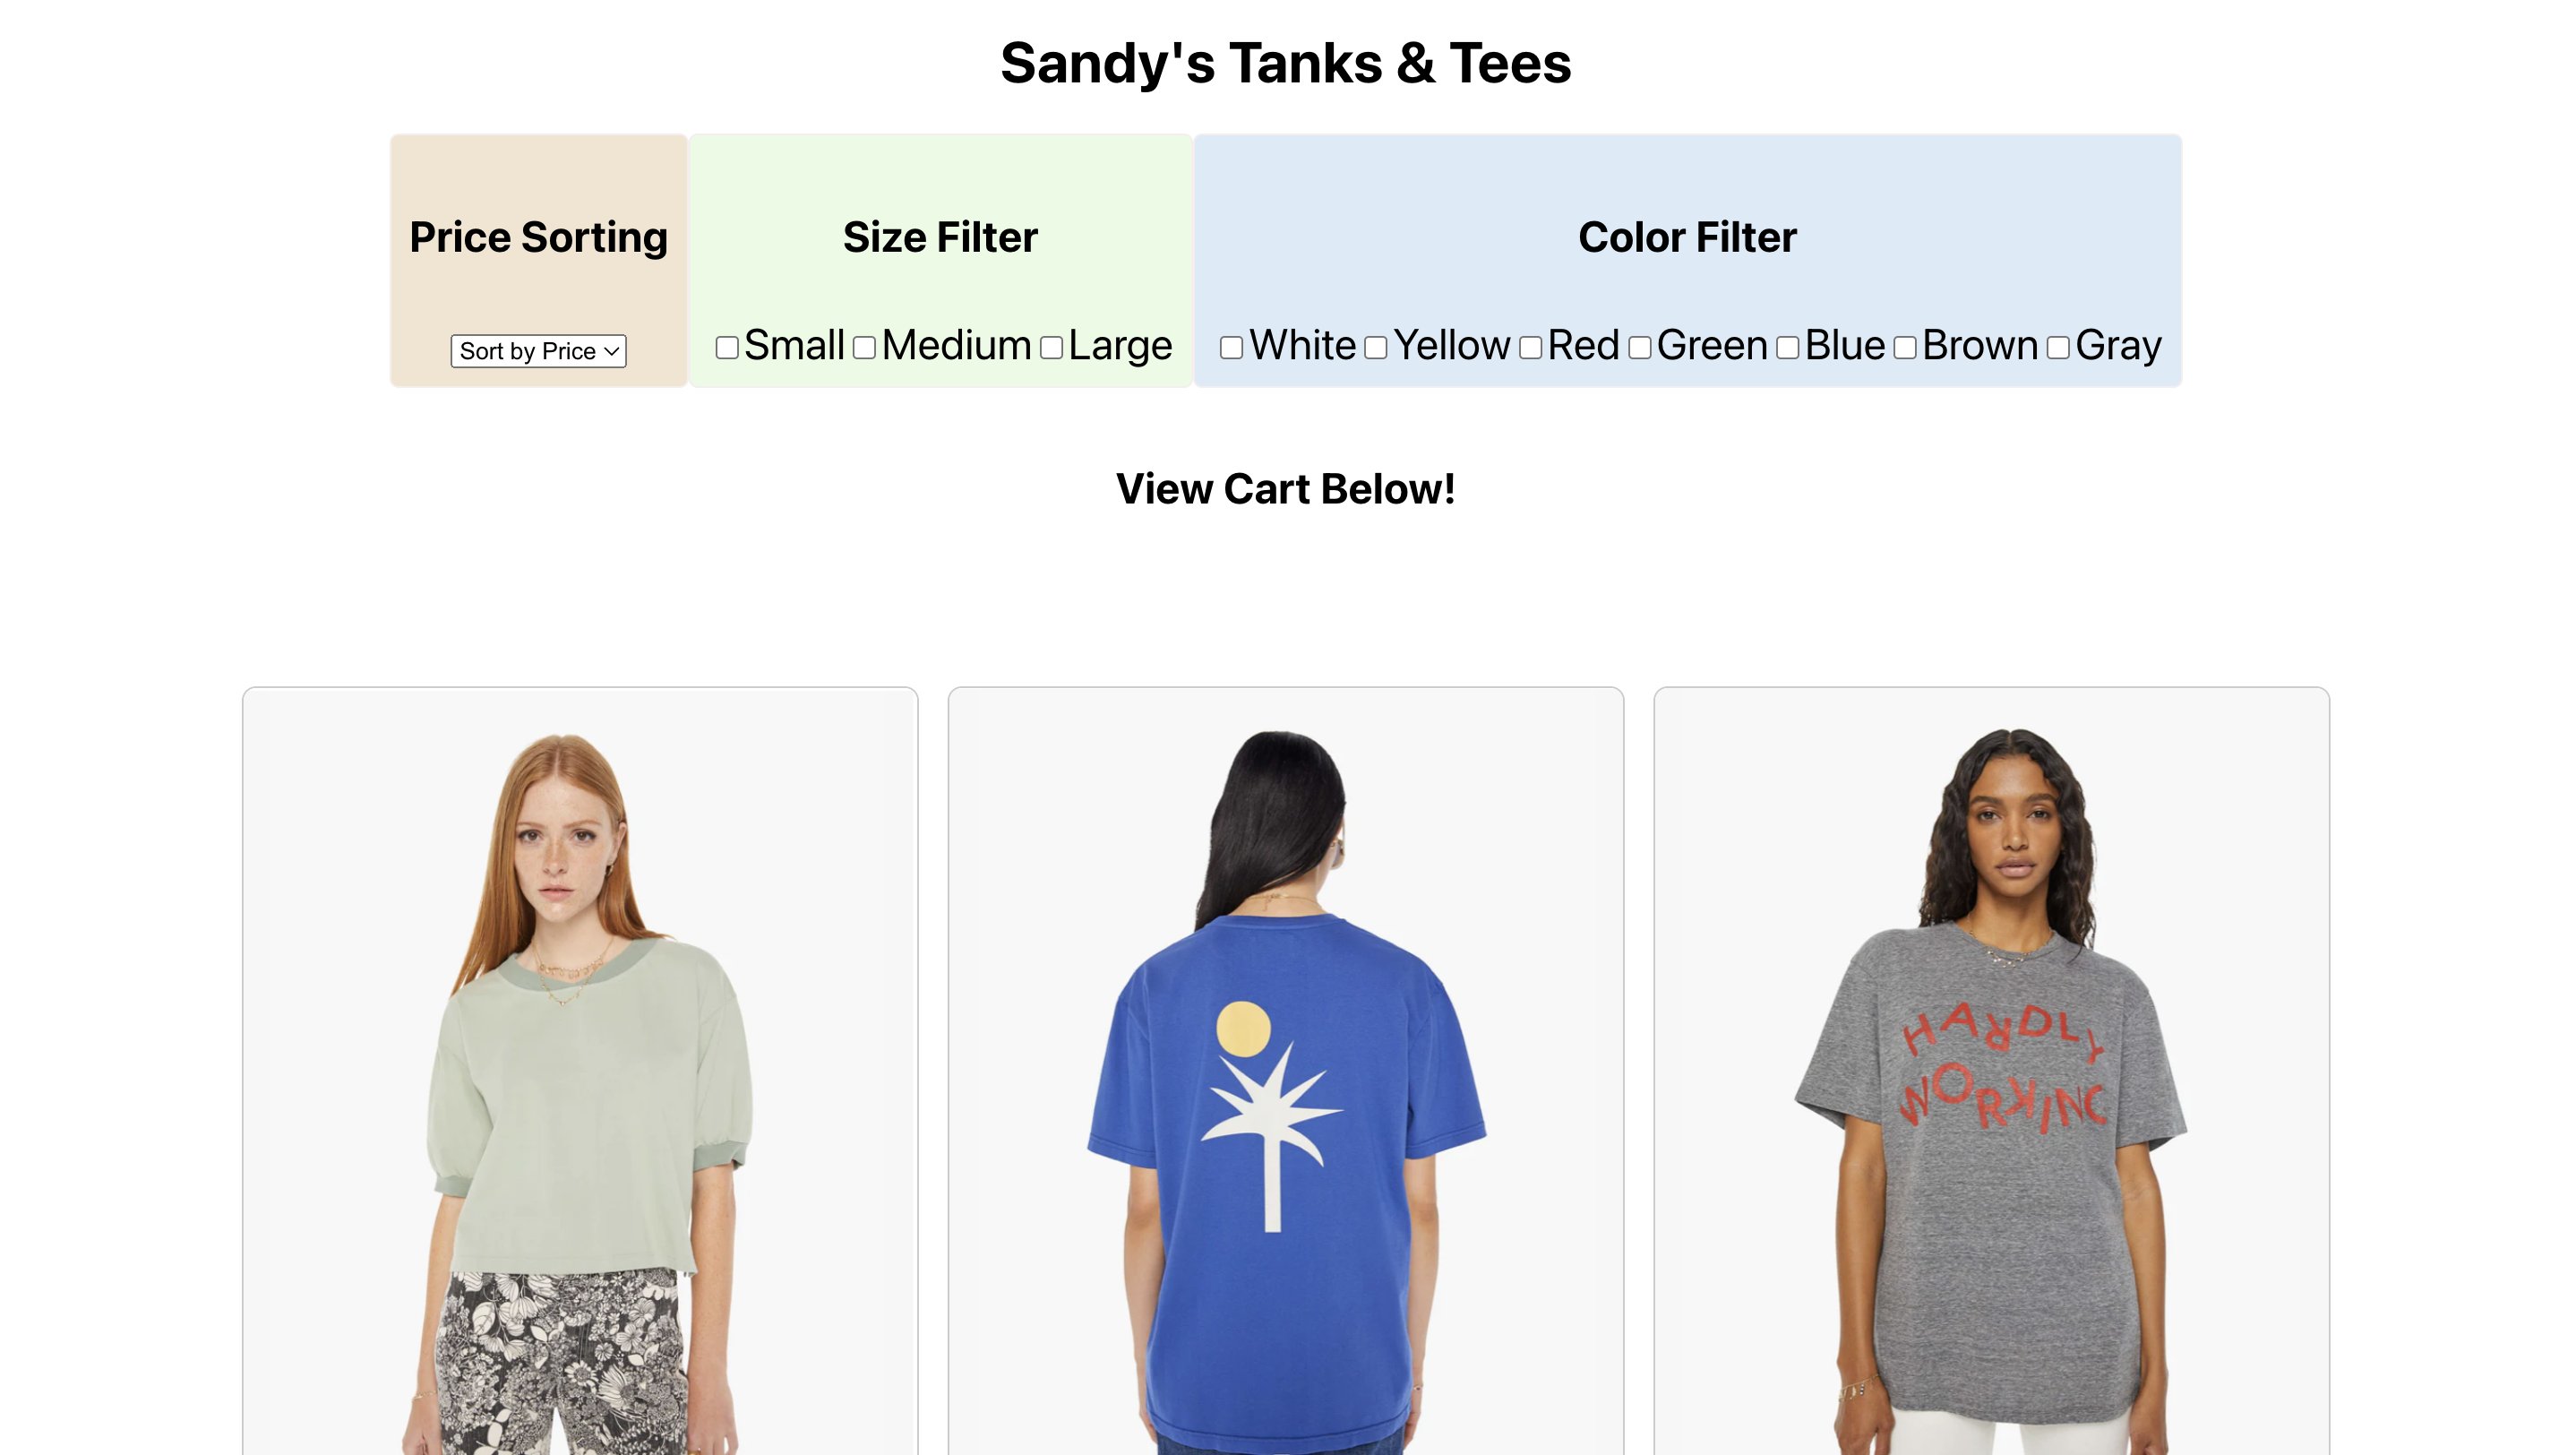 Sandy's Tanks & Tees
Price Sorting
Sort by Price
Size Filter
Small Medium Large
Color Filter
White Yellow Red Green Blue Brown Gray
View Cart Below!
HARDLY
WORKING